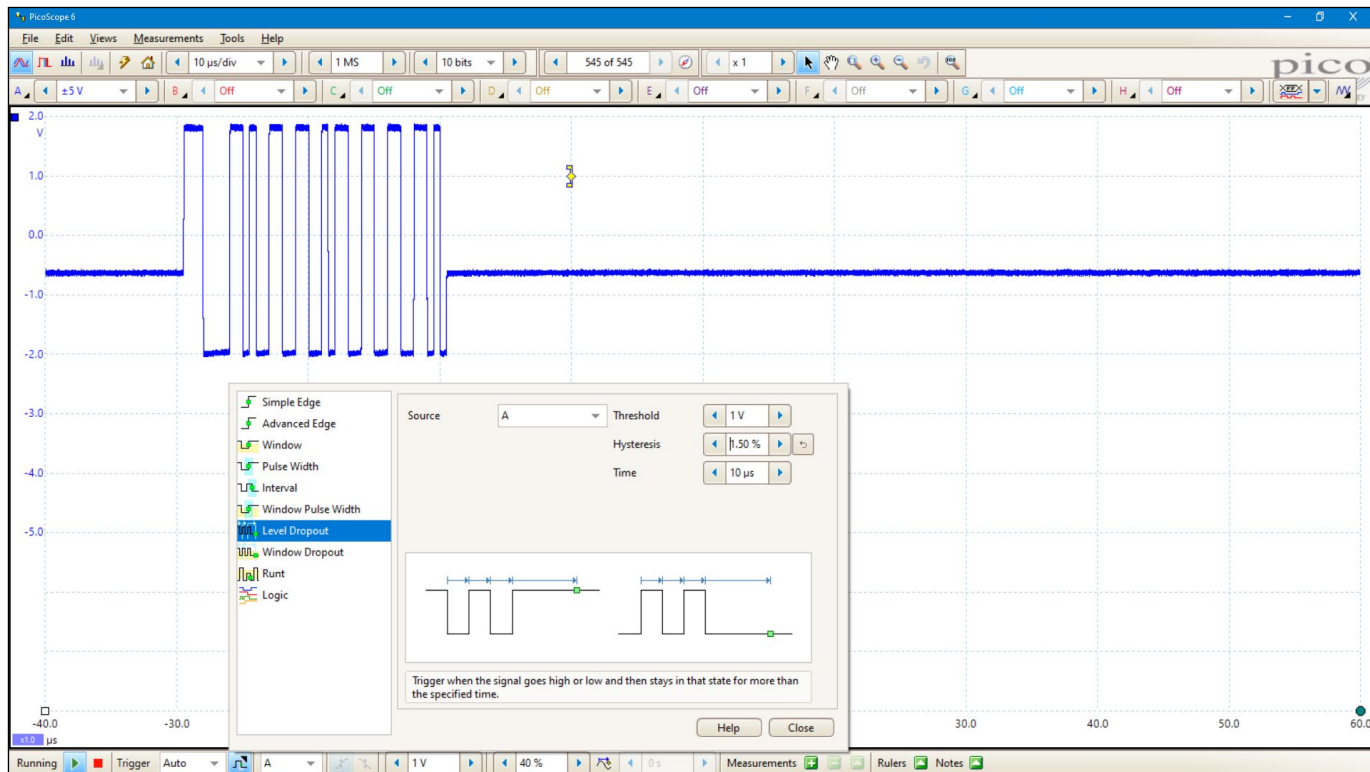 PicoScope 6
File Edit Views Measurements Tools Help
10 µs/div 1 MS 10 bits 545 of 545 x 1
pico
A ±5 V B Off C Off D Off E Off F Off G Off H Off
2.0
V
1.0
0.0
-1.0
-2.0
-3.0
-4.0
-5.0
Simple Edge
Advanced Edge
Window
Pulse Width
Interval
Window Pulse Width
Level Dropout
Window Dropout
Runt
Logic
Source A Threshold 1 V
Hysteresis 1.50 %
Time 10 µs
Trigger when the signal goes high or low and then stays in that state for more than
the specified time.
Help Close
-40.0 -30.0 30.0 40.0 50.0 60.0
x1.0 µs
Running Trigger Auto A 1 V 40 % 0 s Measurements Rulers Notes